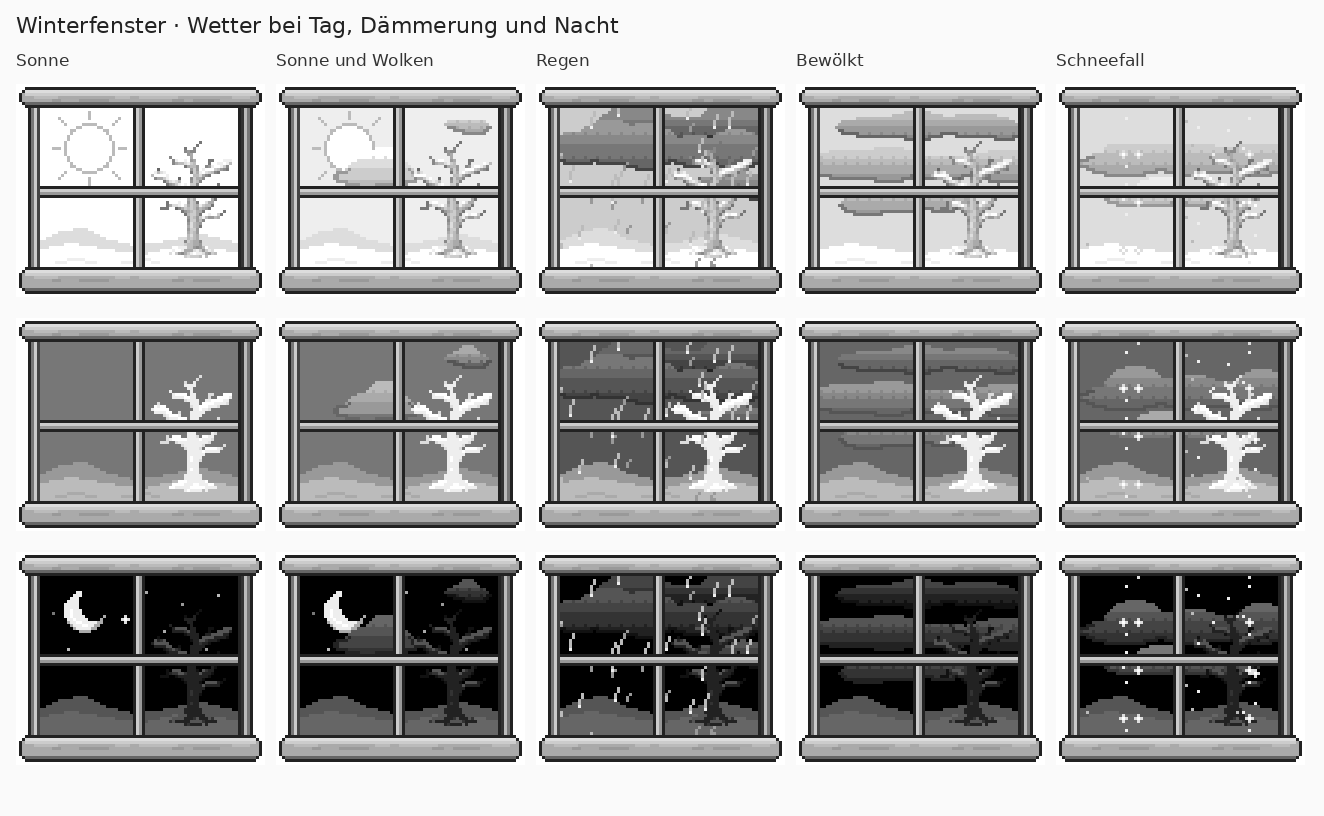 Winterfenster · Wetter bei Tag, Dämmerung und Nacht
Sonne
Sonne und Wolken
Regen
Bewölkt
Schneefall